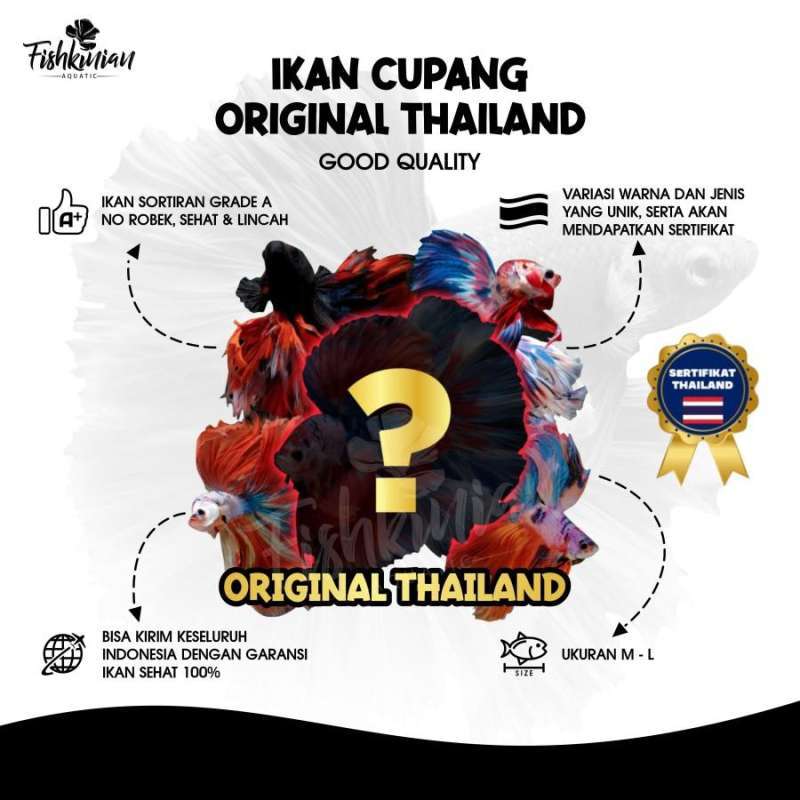 Fishkinian
AQUATIC
IKAN CUPANG
ORIGINAL THAILAND
GOOD QUALITY
A+
IKAN SORTIRAN GRADE A
NO ROBEK, SEHAT & LINCAH
VARIASI WARNA DAN JENIS
YANG UNIK, SERTA AKAN
MENDAPATKAN SERTIFIKAT
?
SERTIFIKAT
THAILAND
Fishkinian
ORIGINAL THAILAND
BISA KIRIM KESELURUH
INDONESIA DENGAN GARANSI
IKAN SEHAT 100%
SIZE
UKURAN M - L